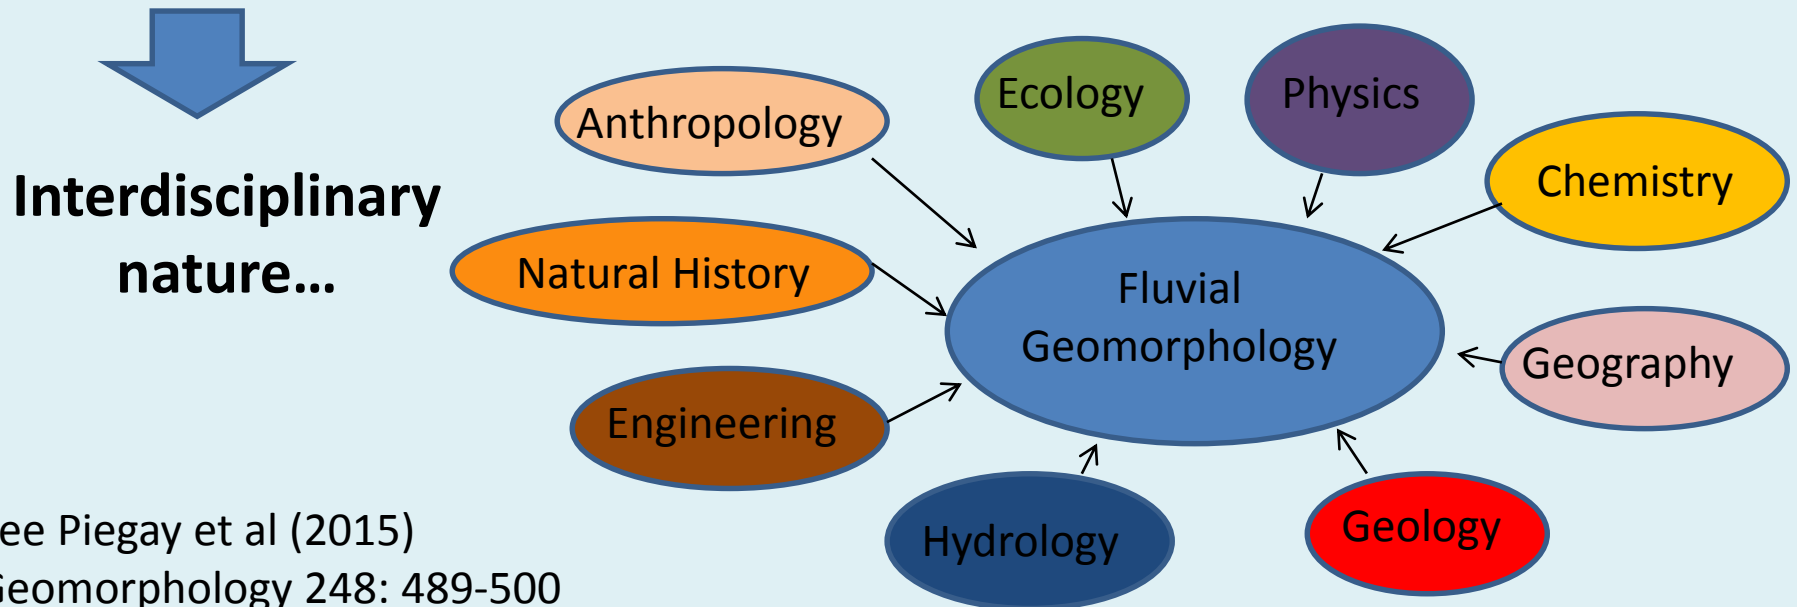 Interdisciplinary
nature...
Anthropology
Ecology
Physics
Chemistry
Natural History
Fluvial
Geomorphology
Geography
Engineering
Hydrology
Geology
ee Piegay et al (2015)
Geomorphology 248: 489-500